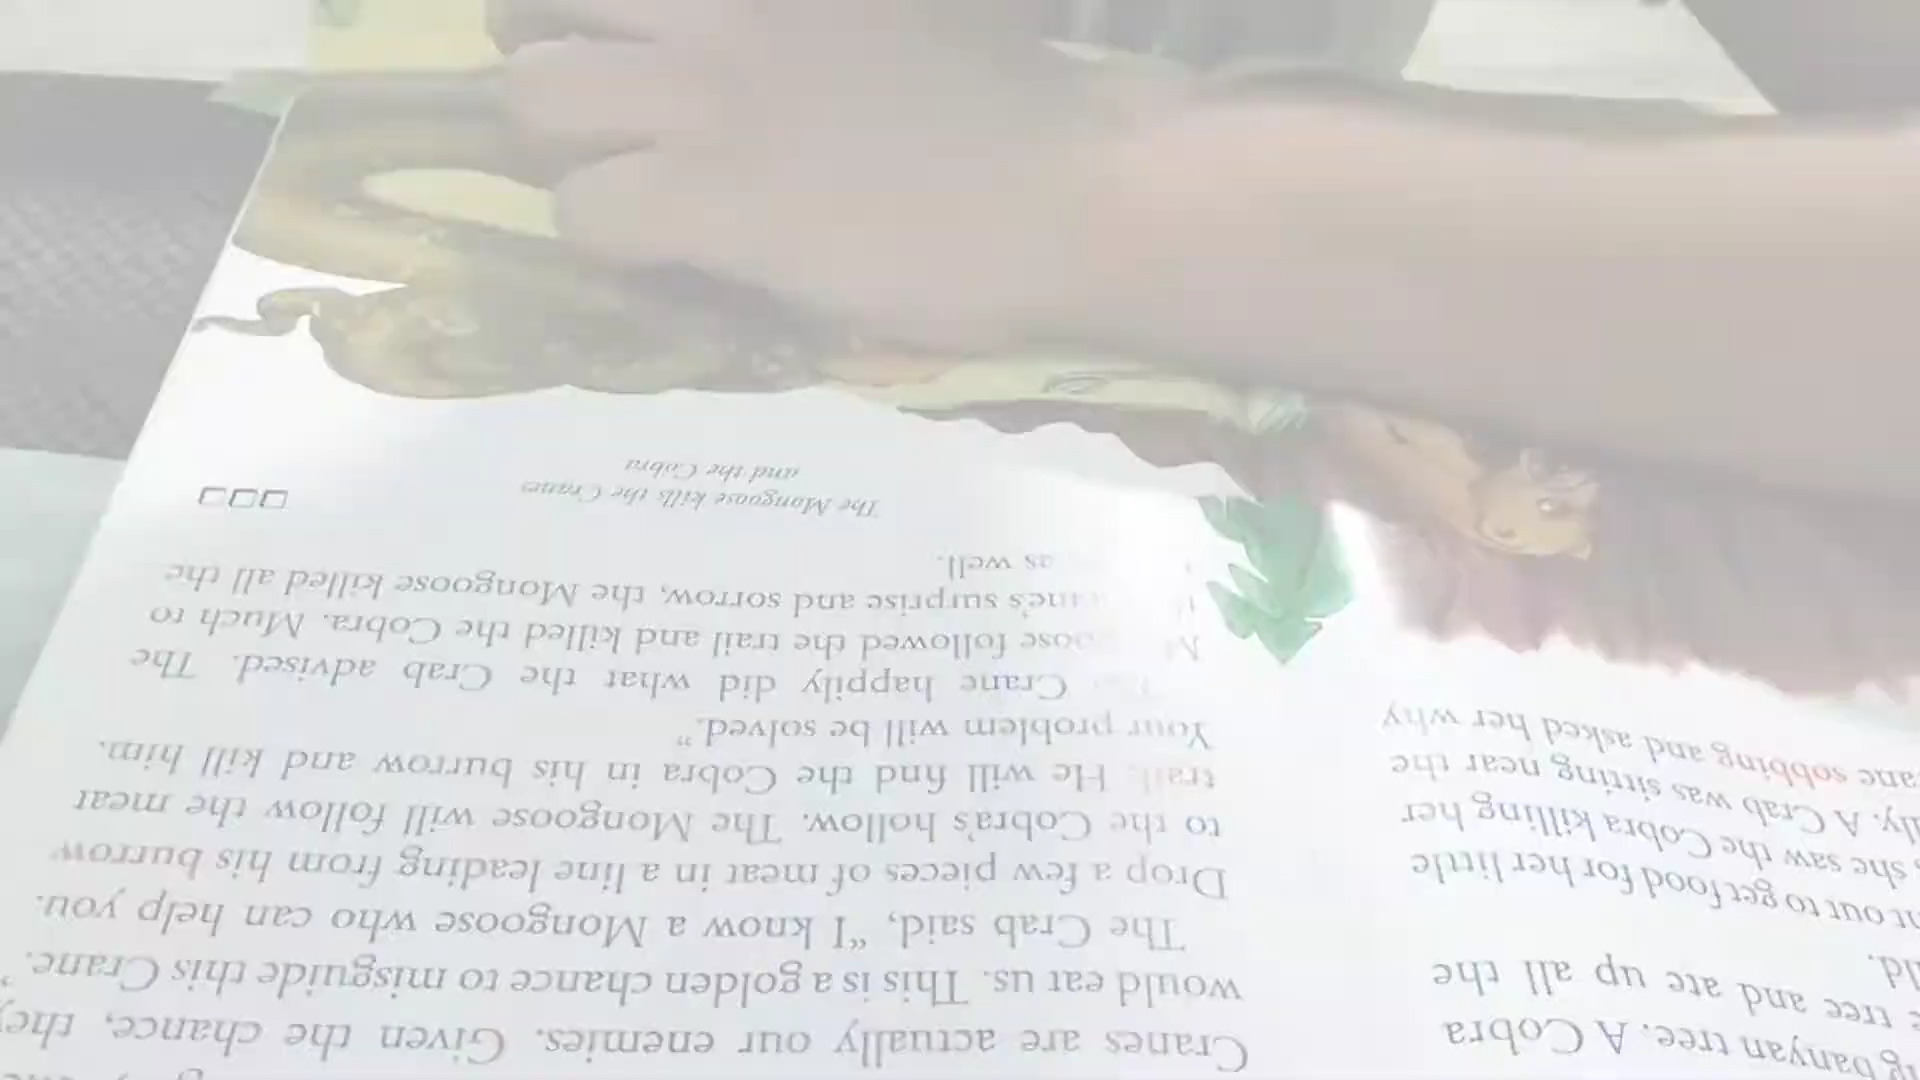 g banyan tree. A Cobra
tree and ate up all the
ld.
nt out to get food for her little
she saw the Cobra killing her
lly. A Crab was sitting near the
ane sobbing and asked her why
Cranes are actually our enemies. Given the chance, they
would eat us. This is a golden chance to misguide this Crane."
The Crab said, "I know a Mongoose who can help you.
Drop a few pieces of meat in a line leading from his burrow
to the Cobra's hollow. The Mongoose will follow the meat
trail. He will find the Cobra in his burrow and kill him.
Your problem will be solved."
Crane happily did what the Crab advised. The
oose followed the trail and killed the Cobra. Much to
ane's surprise and sorrow, the Mongoose killed all the
as well.
The Mongoose kills the Cranes
and the Cobra